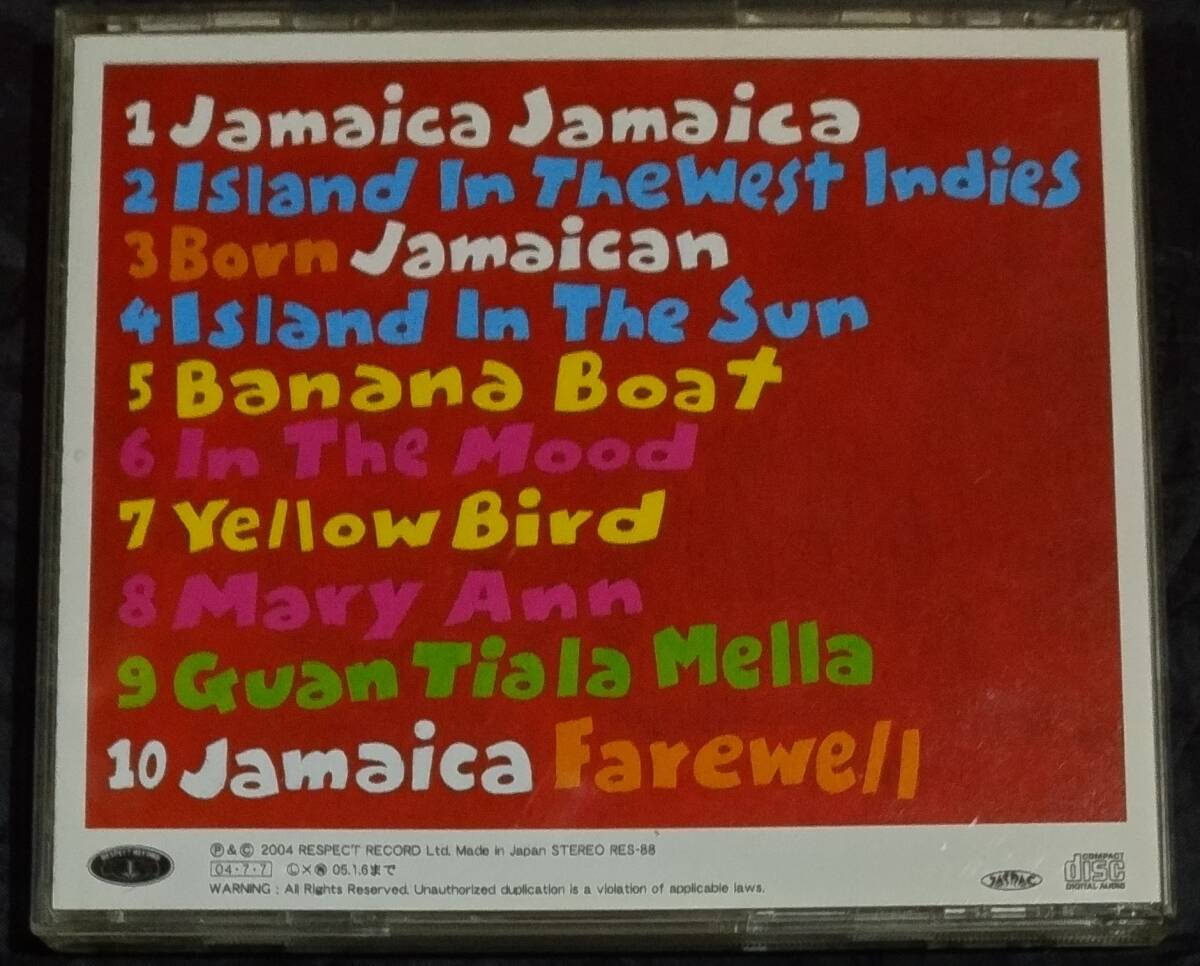 1 Jamaica Jamaica
2 Island In The West Indies
3 Born Jamaican
4 Island In The Sun
5 Banana Boat
6 In The Mood
7 Yellow Bird
8 Mary Ann
9 Guan Tiala Mella
10 Jamaica Farewell
Ⓟ & © 2004 RESPECT RECORD Ltd. Made in Japan STEREO RES-88
04・7・7 Ⓛ×㋹ 05.1.6まで
WARNING : All Rights Reserved. Unauthorized duplication is a violation of applicable laws.
JASRAC
COMPACT
disc
DIGITAL AUDIO